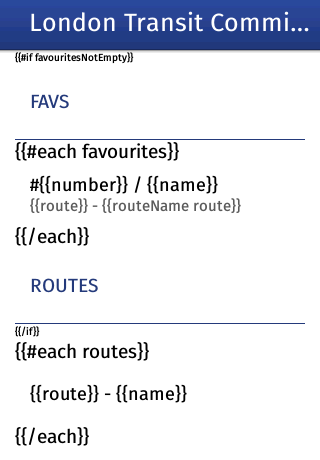 London Transit Commi...
{{#if favouritesNotEmpty}}
FAVS
{{#each favourites}}
#{{number}} / {{name}}
{{route}} - {{routeName route}}
{{/each}}
ROUTES
{{/if}}
{{#each routes}}
{{route}} - {{name}}
{{/each}}